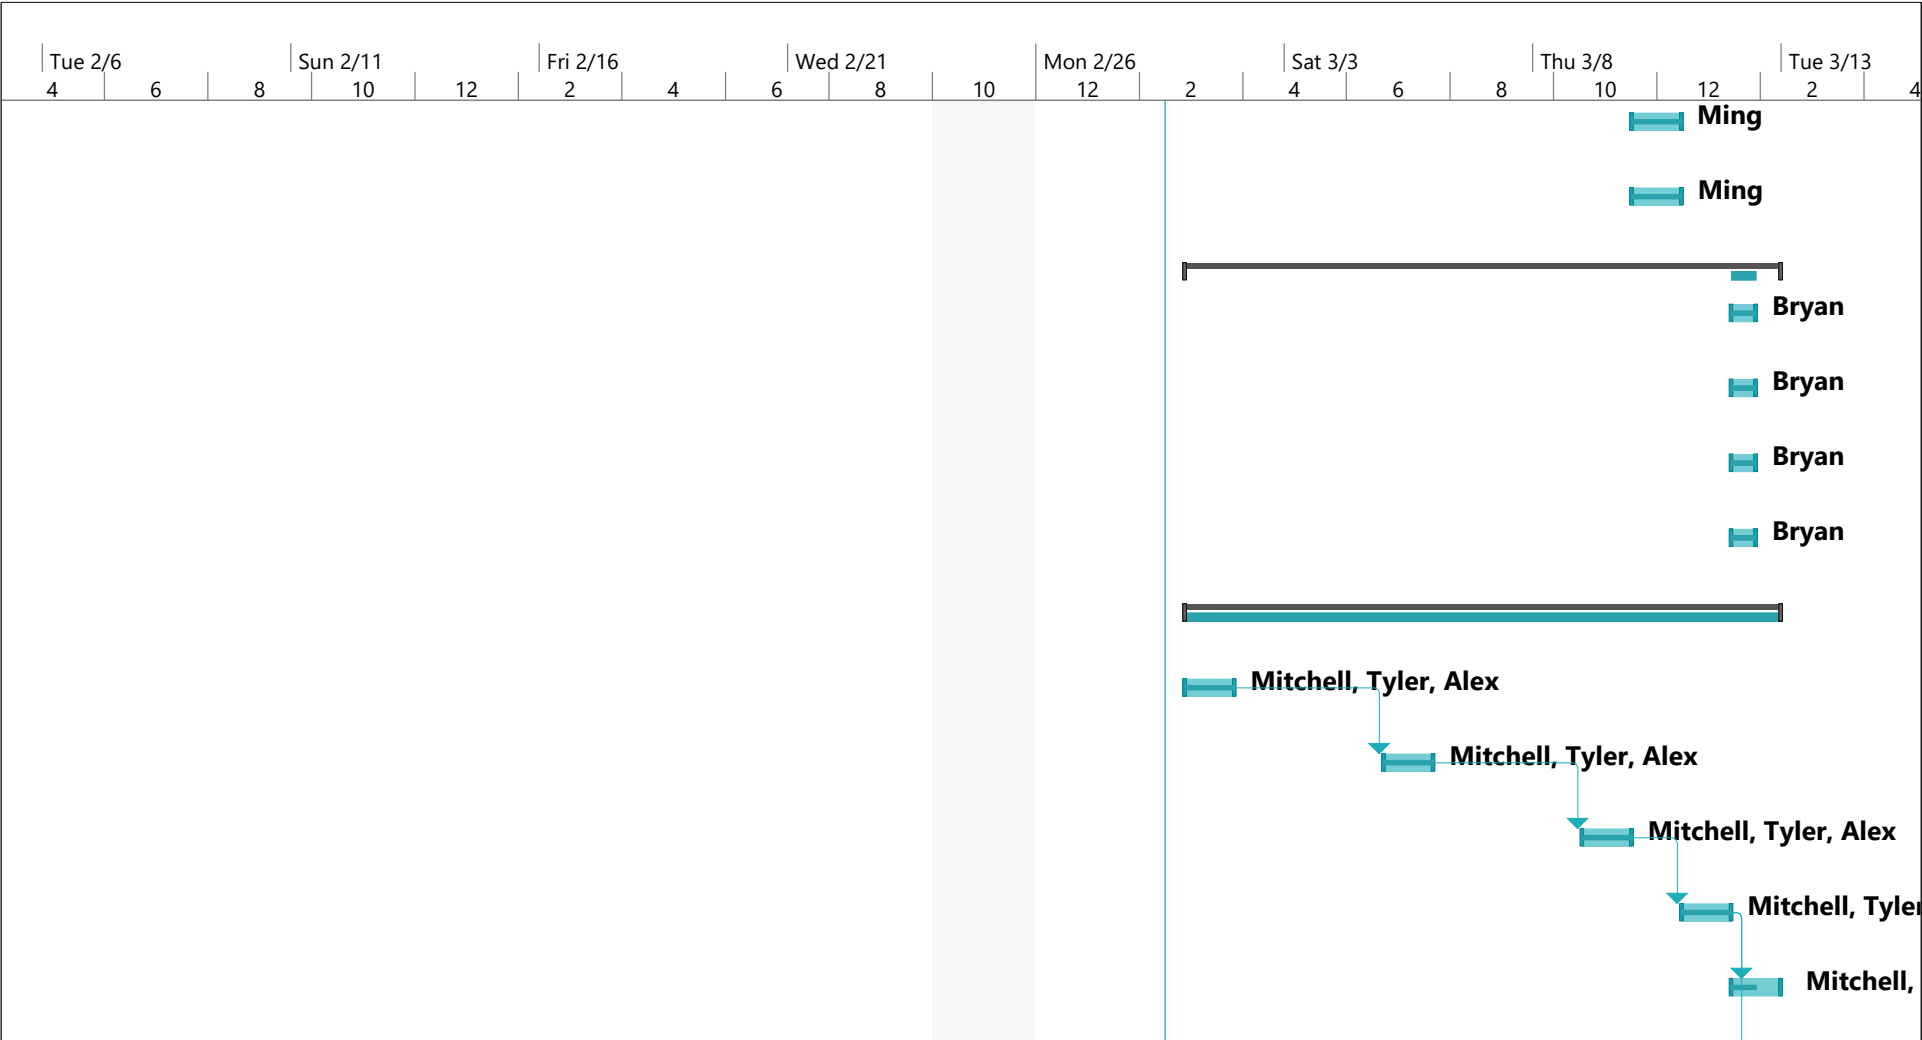 Tue 2/6 Sun 2/11 Fri 2/16 Wed 2/21 Mon 2/26 Sat 3/3 Thu 3/8 Tue 3/13
4 6 8 10 12 2 4 6 8 10 12 2 4 6 8 10 12 2 4
Ming
Ming
Bryan
Bryan
Bryan
Bryan
Mitchell, Tyler, Alex
Mitchell, Tyler, Alex
Mitchell, Tyler, Alex
Mitchell, Tyler
Mitchell,